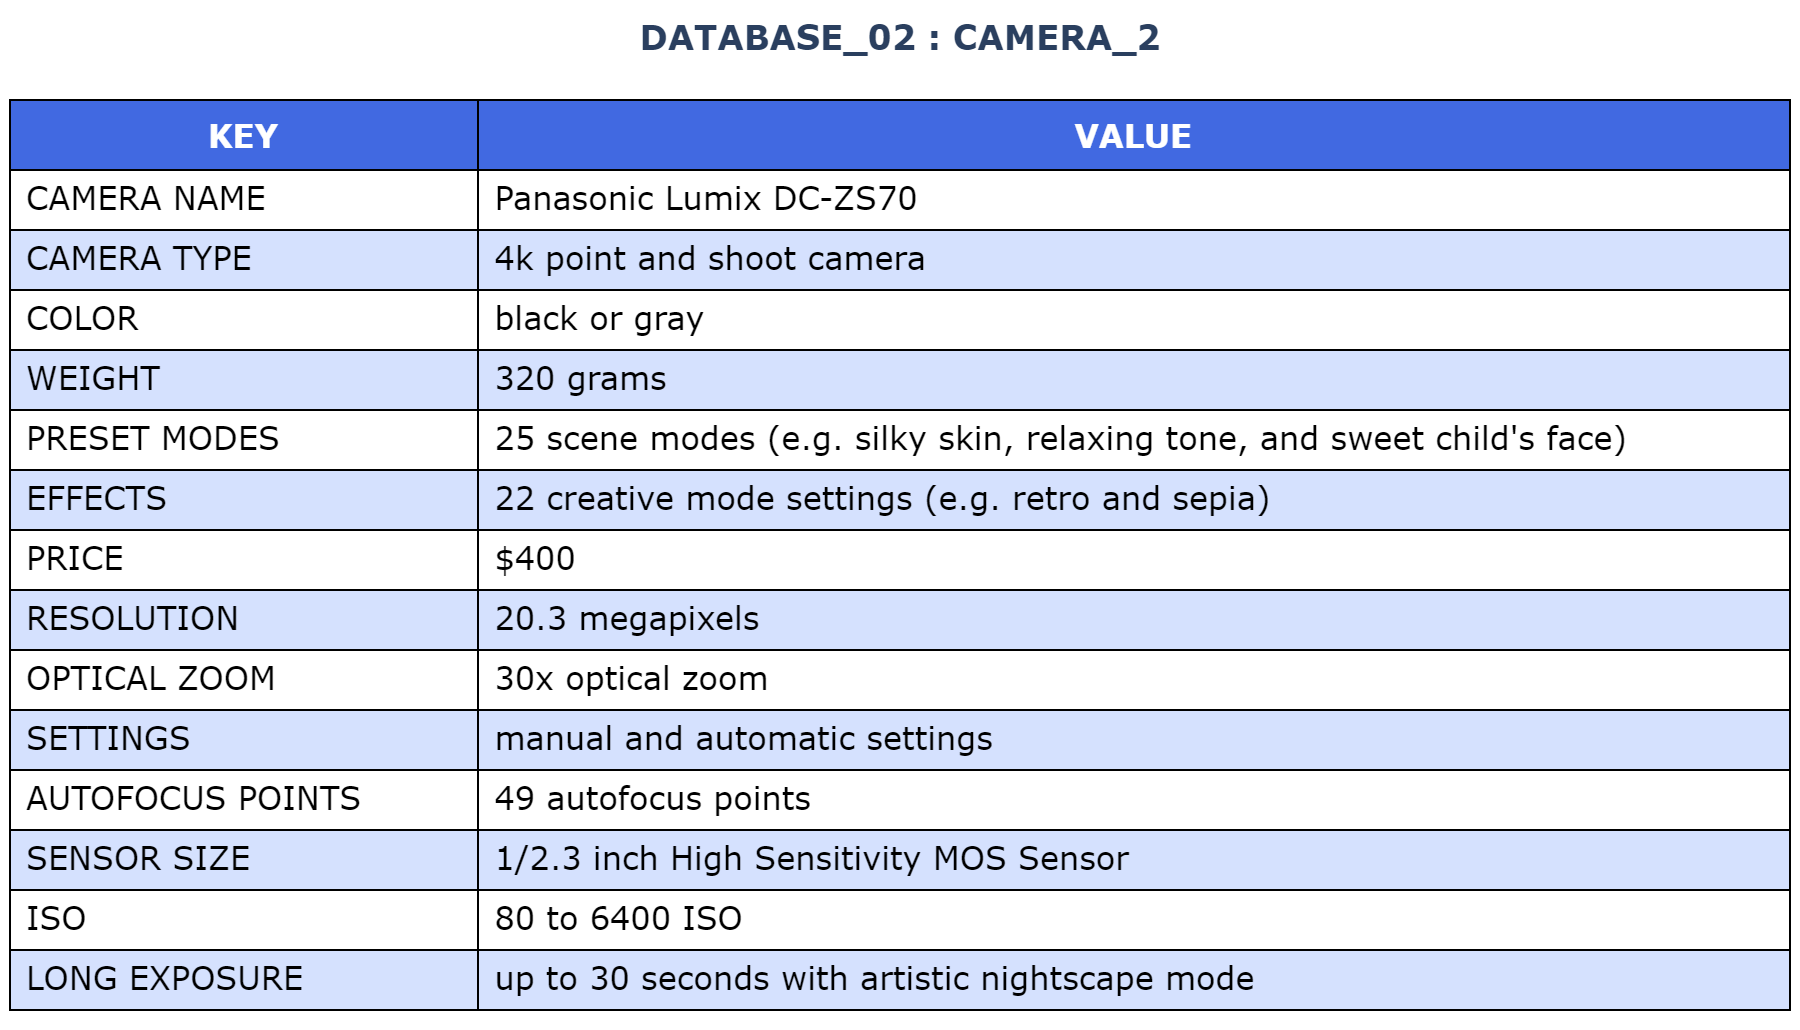 DATABASE_02 : CAMERA_2
KEY VALUE
CAMERA NAME Panasonic Lumix DC-ZS70
CAMERA TYPE 4k point and shoot camera
COLOR black or gray
WEIGHT 320 grams
PRESET MODES 25 scene modes (e.g. silky skin, relaxing tone, and sweet child's face)
EFFECTS 22 creative mode settings (e.g. retro and sepia)
PRICE $400
RESOLUTION 20.3 megapixels
OPTICAL ZOOM 30x optical zoom
SETTINGS manual and automatic settings
AUTOFOCUS POINTS 49 autofocus points
SENSOR SIZE 1/2.3 inch High Sensitivity MOS Sensor
ISO 80 to 6400 ISO
LONG EXPOSURE up to 30 seconds with artistic nightscape mode